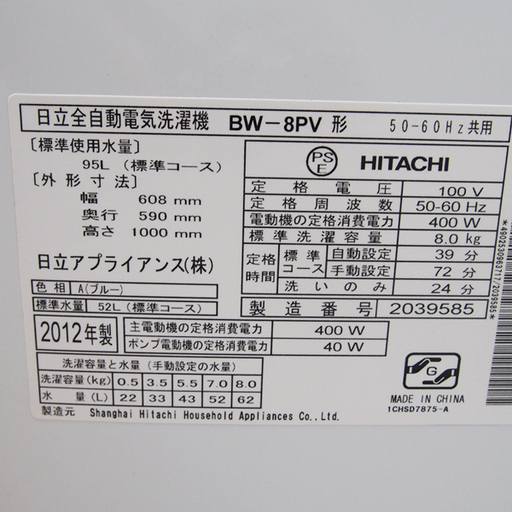 日立全自動電気洗濯機 BW-8PV 形 50-60Hz共用
〔標準使用水量〕
95L (標準コース)
〔外形寸法〕
幅 608 mm
奥行 590 mm
高さ 1000 mm
日立アプライアンス(株)
色相 A(ブルー)
標準水量 52L (標準コース)
PS
E HITACHI
定格電圧 100 V
定格周波数 50-60 Hz
電動機の定格消費電力 400 W
標準洗濯容量 8.0 kg
定格時間 標準コース 自動設定 39 分
手動設定 72 分
洗いのみ 24 分
製造番号 2039585
2012年製
主電動機の定格消費電力 400 W
ポンプ電動機の定格消費電力 40 W
洗濯容量と水量 (手動設定の水量)
洗濯容量(kg) 0.5 3.5 5.5 7.0 8.0
水量 (L) 22 33 43 52 62
製造元 Shanghai Hitachi Household Appliances Co.,Ltd.
G
MADE IN CHINA
1CHSD7875-A